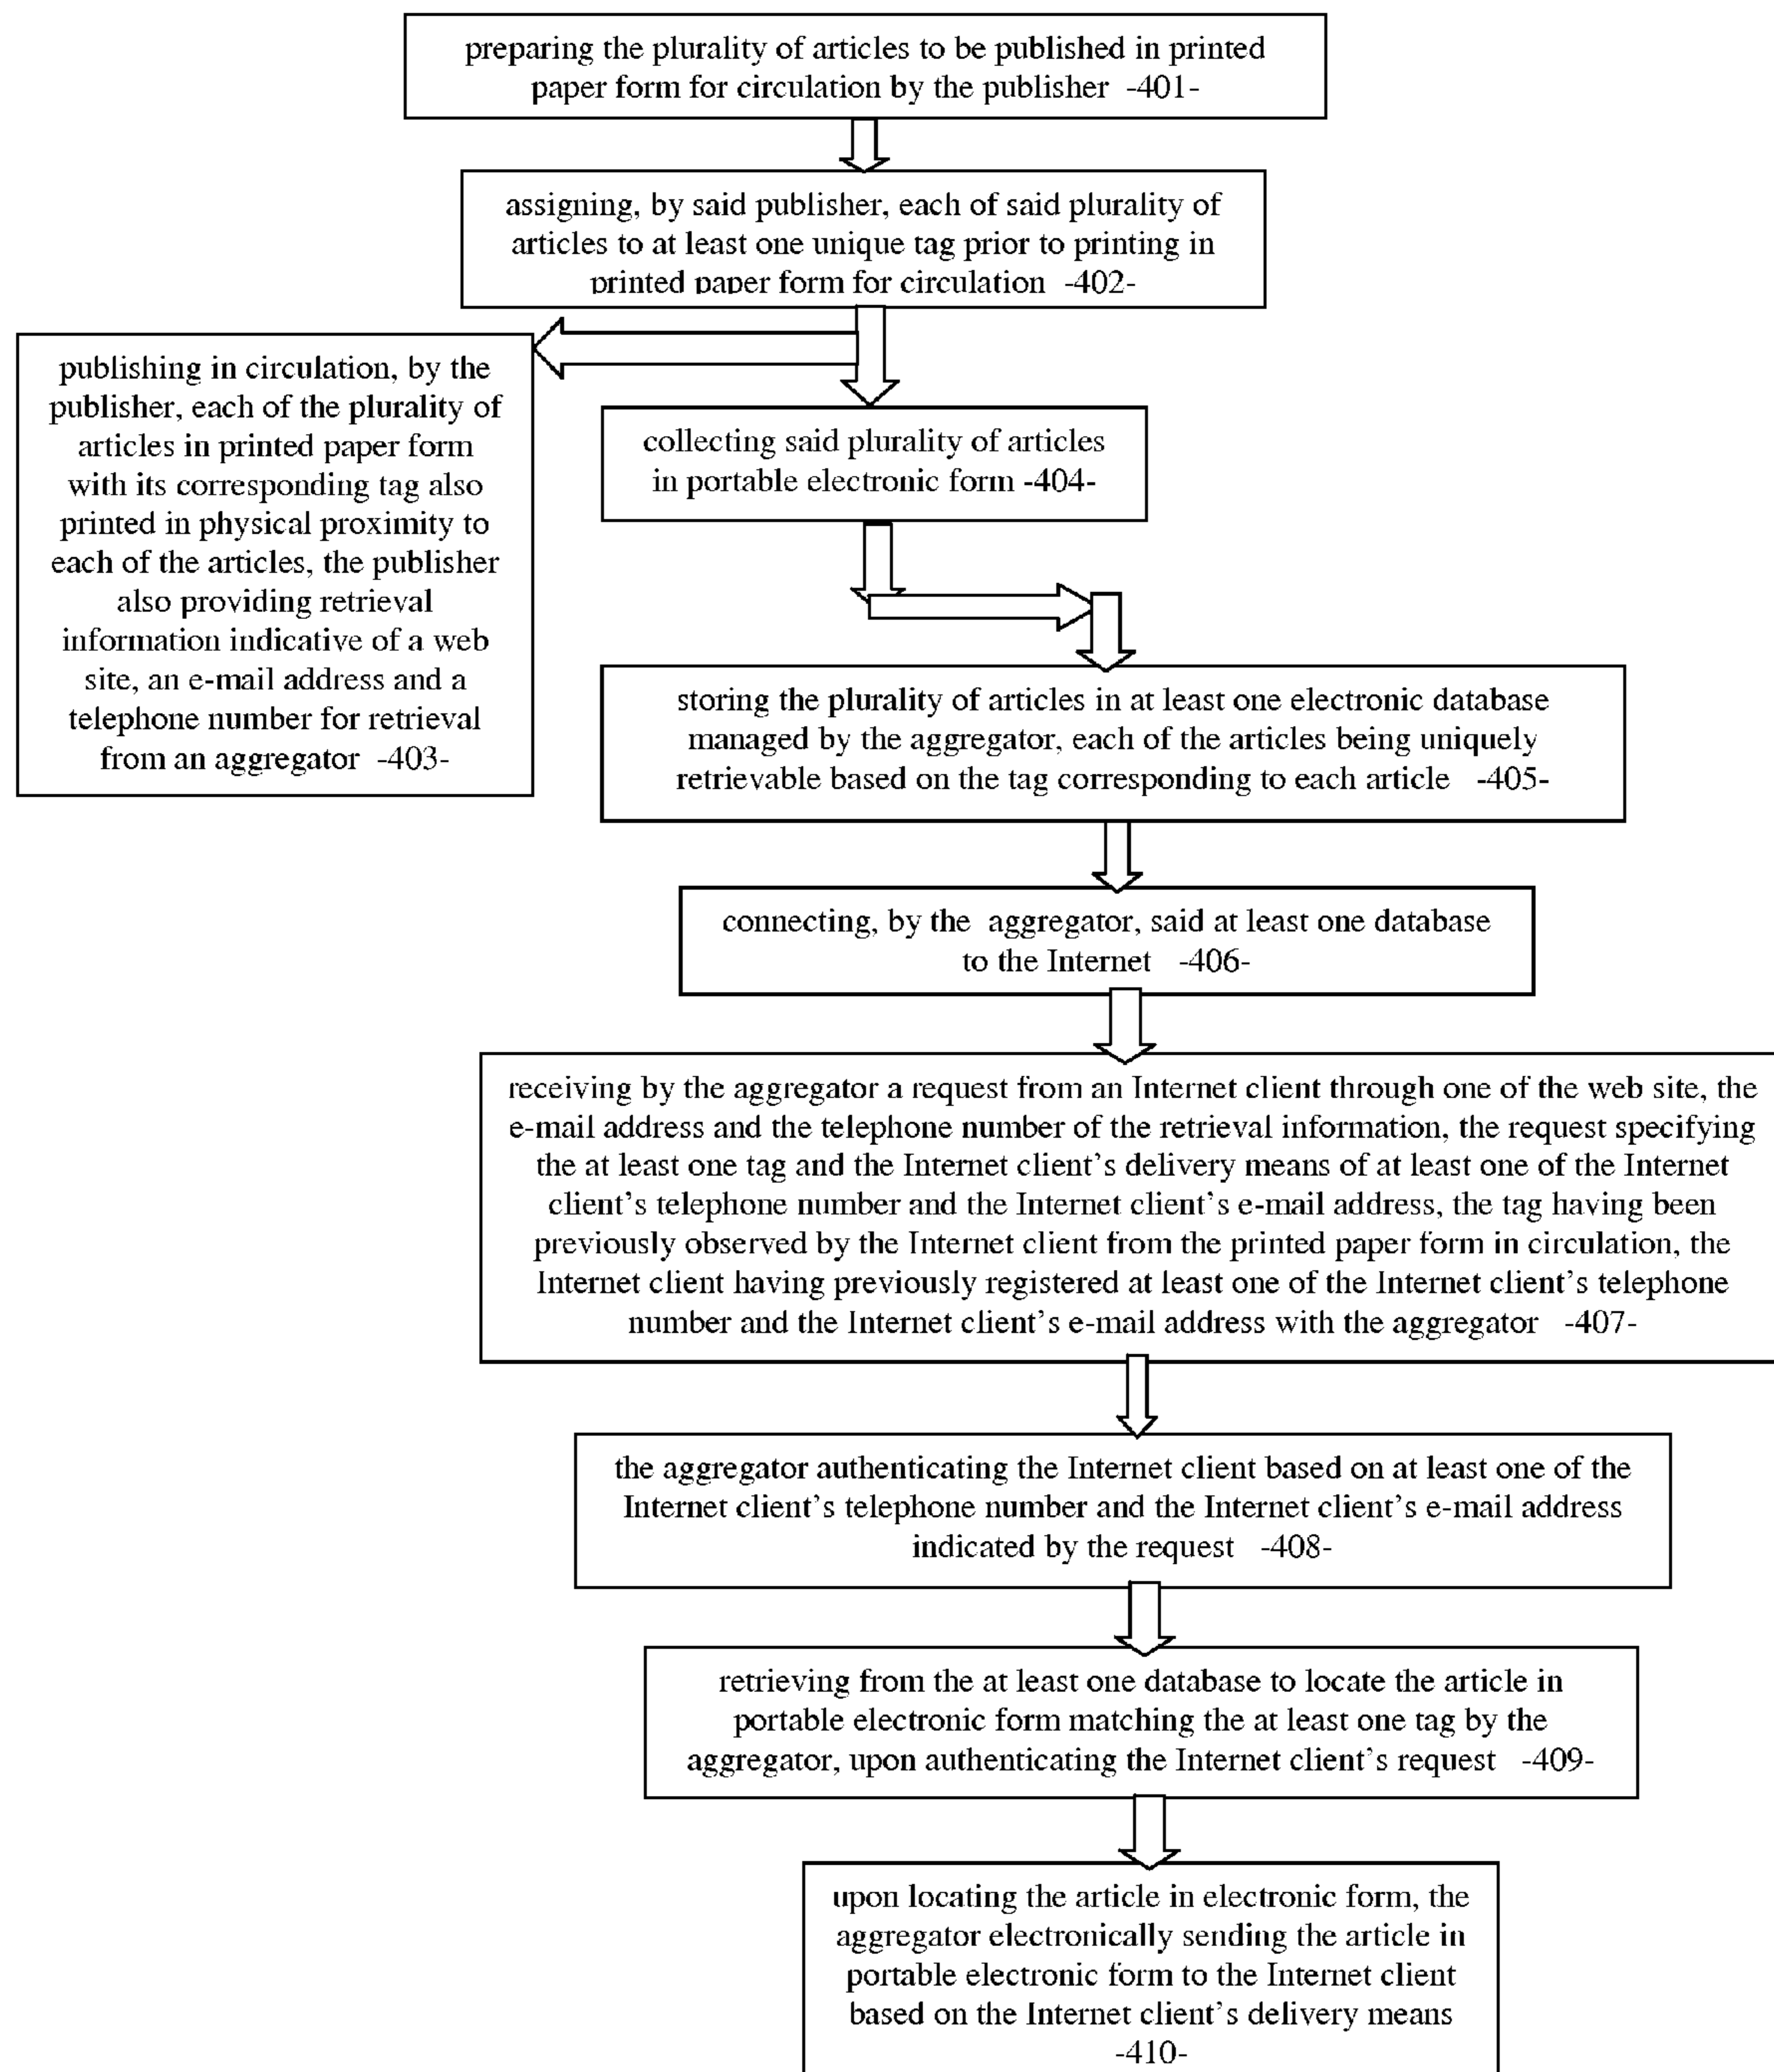 preparing the plurality of articles to be published in printed
paper form for circulation by the publisher -401-
assigning, by said publisher, each of said plurality of
articles to at least one unique tag prior to printing in
printed paper form for circulation -402-
publishing in circulation, by the
publisher, each of the plurality of
articles in printed paper form
with its corresponding tag also
printed in physical proximity to
each of the articles, the publisher
also providing retrieval
information indicative of a web
site, an e-mail address and a
telephone number for retrieval
from an aggregator -403-
collecting said plurality of articles
in portable electronic form -404-
storing the plurality of articles in at least one electronic database
managed by the aggregator, each of the articles being uniquely
retrievable based on the tag corresponding to each article -405-
connecting, by the aggregator, said at least one database
to the Internet -406-
receiving by the aggregator a request from an Internet client through one of the web site, the
e-mail address and the telephone number of the retrieval information, the request specifying
the at least one tag and the Internet client's delivery means of at least one of the Internet
client's telephone number and the Internet client's e-mail address, the tag having been
previously observed by the Internet client from the printed paper form in circulation, the
Internet client having previously registered at least one of the Internet client's telephone
number and the Internet client's e-mail address with the aggregator -407-
the aggregator authenticating the Internet client based on at least one of the
Internet client's telephone number and the Internet client's e-mail address
indicated by the request -408-
retrieving from the at least one database to locate the article in
portable electronic form matching the at least one tag by the
aggregator, upon authenticating the Internet client's request -409-
upon locating the article in electronic form, the
aggregator electronically sending the article in
portable electronic form to the Internet client
based on the Internet client's delivery means
-410-